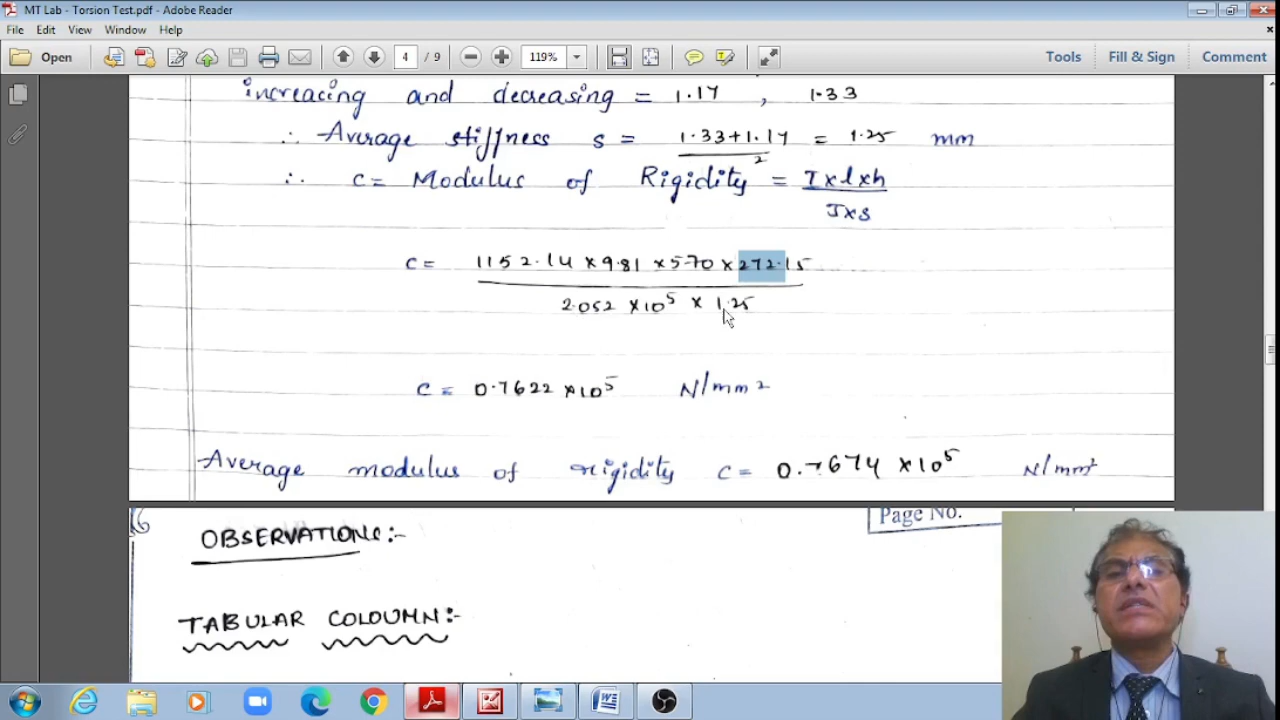 MT Lab - Torsion Test.pdf - Adobe Reader
File Edit View Window Help
Open 4 / 9 119% Tools Fill & Sign Comment
increacing and decreasing = 1.17 , 1.33
∴ Average stiffness s = 1.33+1.17 / 2 = 1.25 mm
∴ C= Modulus of Rigidity = T×l×h / J×s
C= 1152.14 ×9.81 ×570 ×272.15
2.052 ×10⁵ × 1.25
C= 0.7622 ×10⁵ N/mm²
Average modulus of rigidity C= 0.7674 ×10⁵ N/mm²
Page No.
OBSERVATIONS:-
TABULAR COLOUMN:-